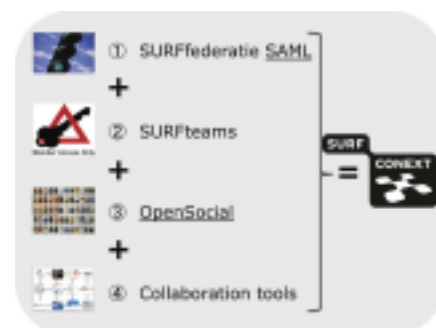 ① SURFfederatie SAML
+
② SURFteams
+
③ OpenSocial
+
④ Collaboration tools
SURF
=
CONEXT